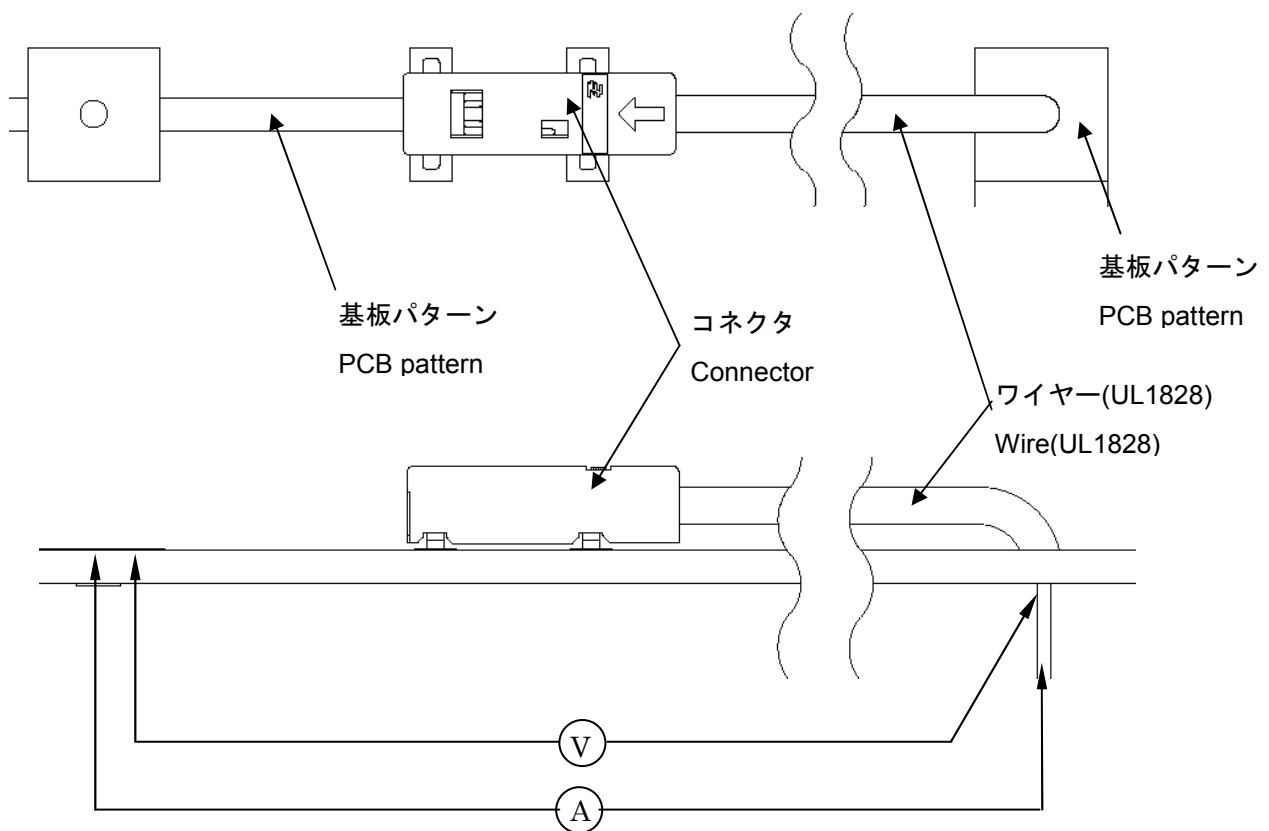 基板パターン
PCB pattern
コネクタ
Connector
基板パターン
PCB pattern
ワイヤー(UL1828)
Wire(UL1828)
V
A